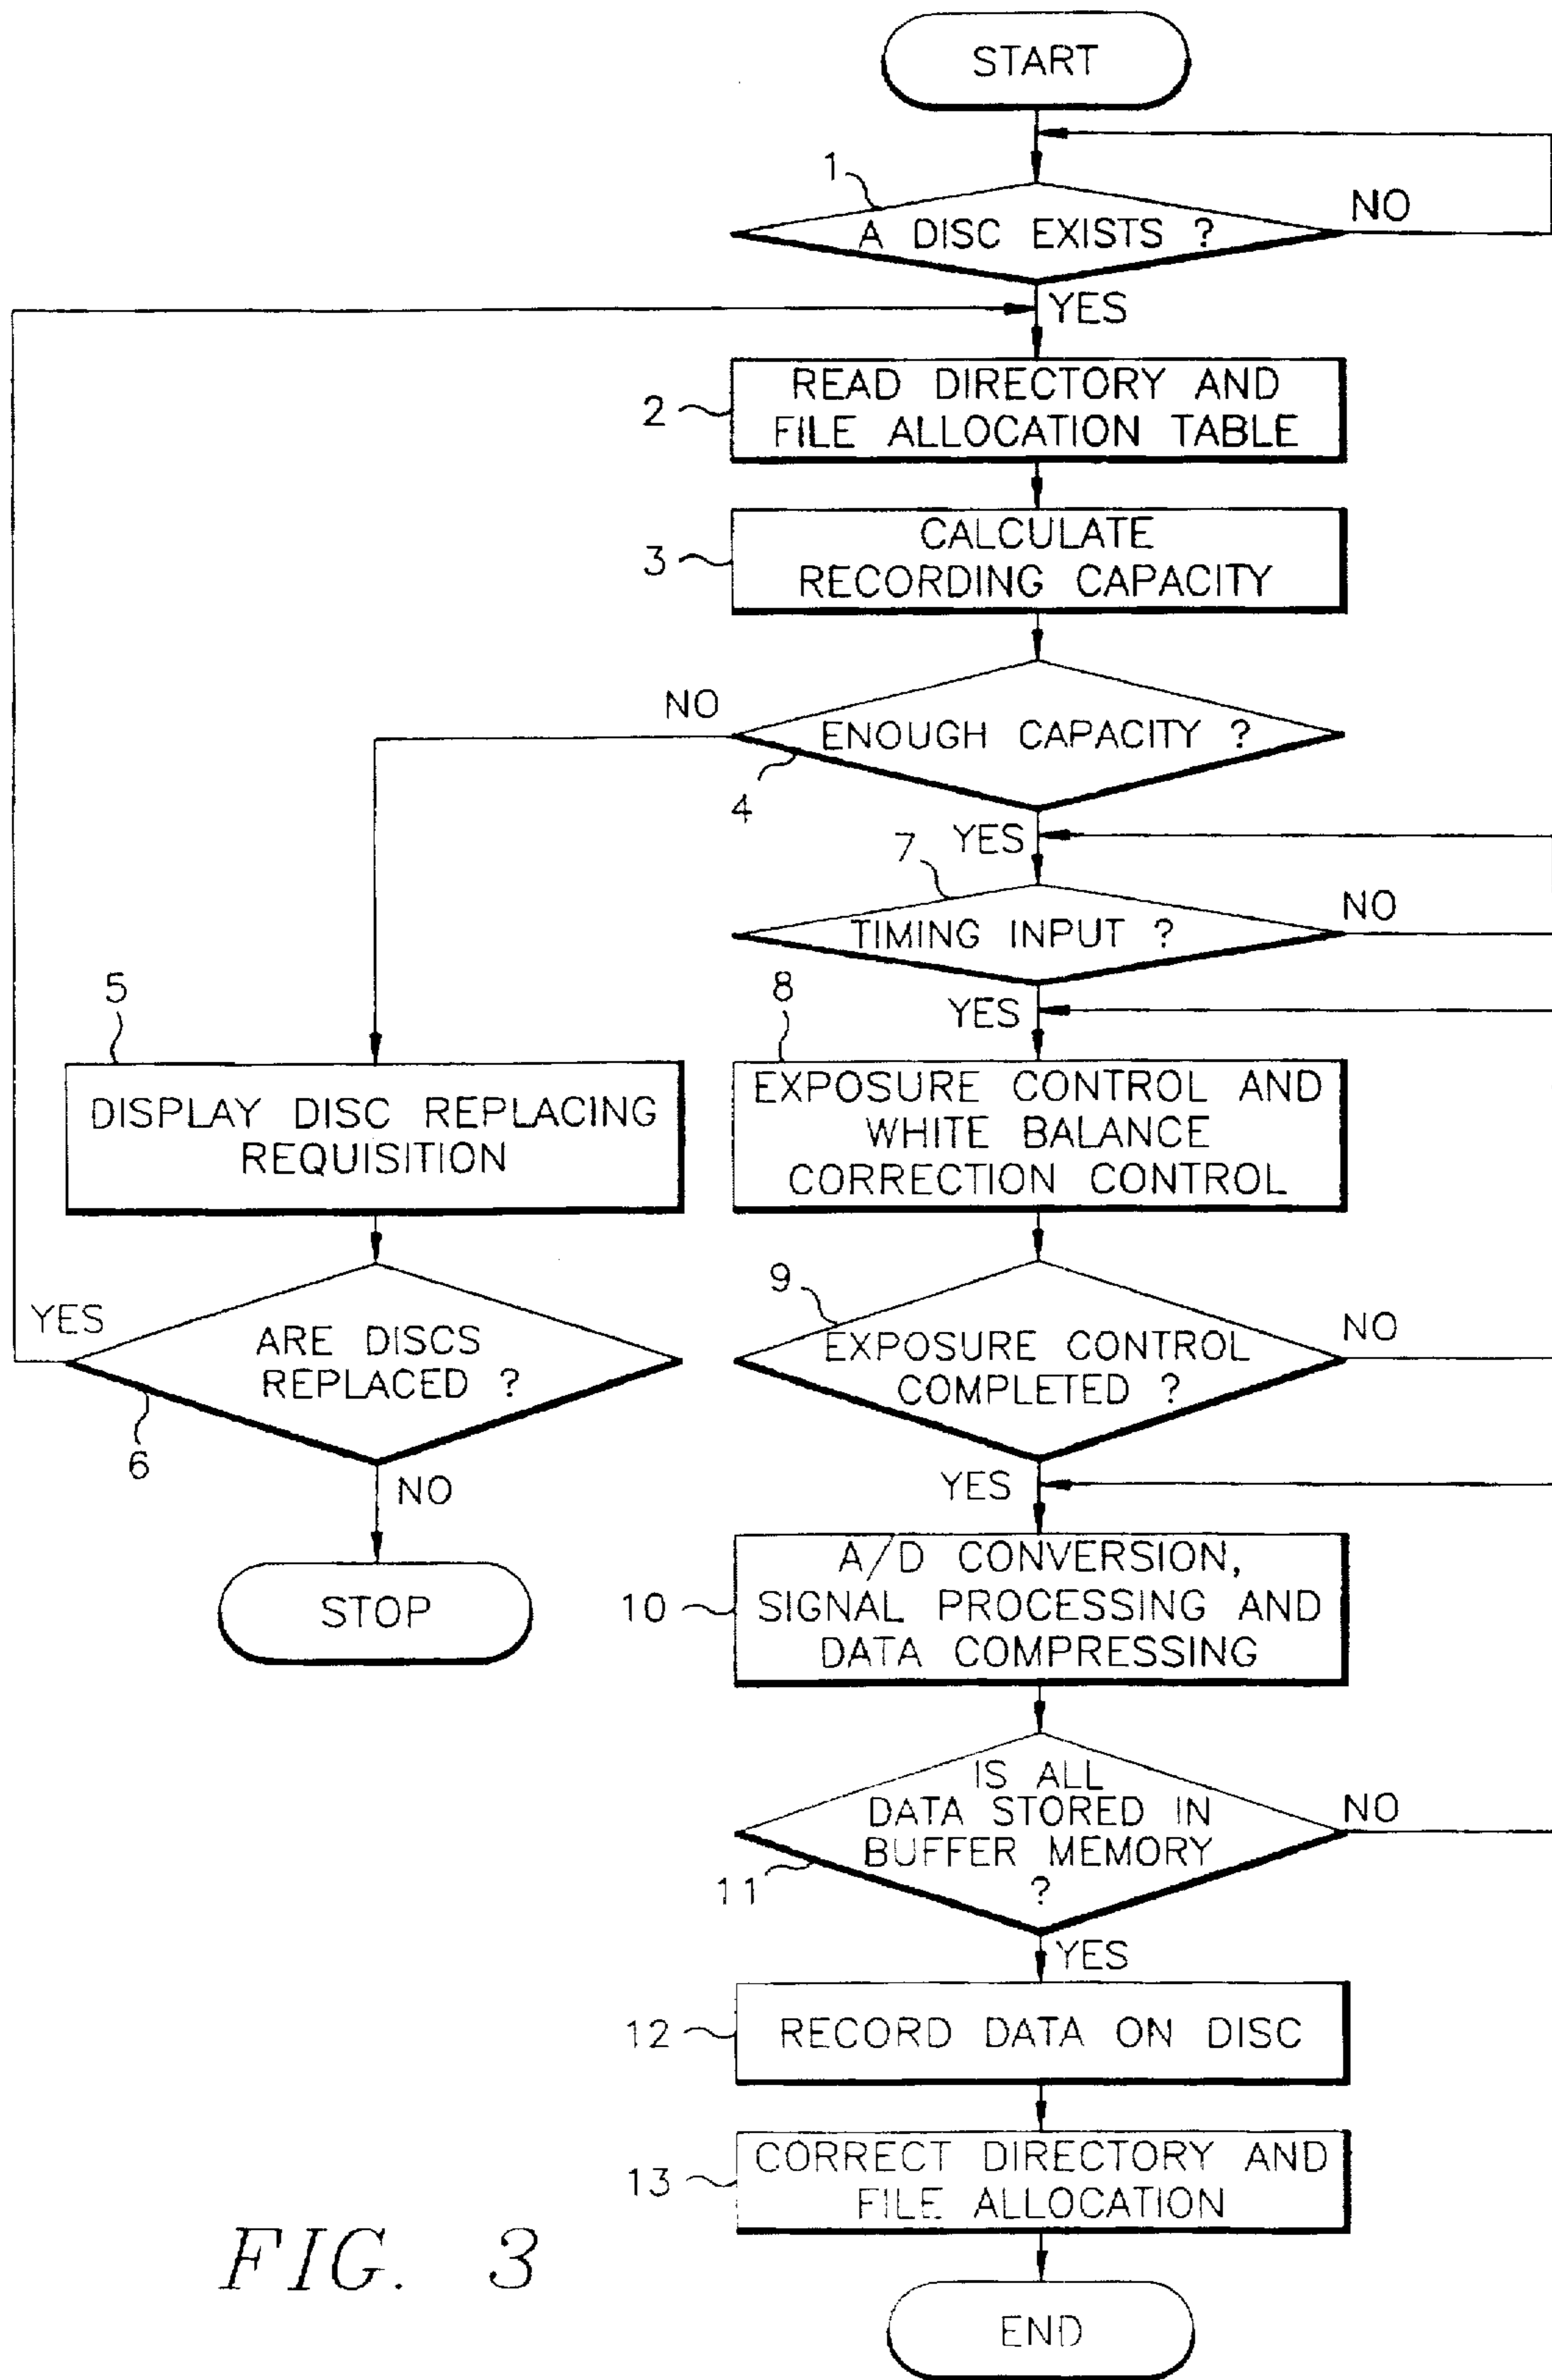 START
1
A DISC EXISTS ?
NO
YES
2
READ DIRECTORY AND
FILE ALLOCATION TABLE
3
CALCULATE
RECORDING CAPACITY
NO
ENOUGH CAPACITY ?
4
YES
7
TIMING INPUT ?
NO
YES
5
DISPLAY DISC REPLACING
REQUISITION
8
EXPOSURE CONTROL AND
WHITE BALANCE
CORRECTION CONTROL
YES
ARE DISCS
REPLACED ?
6
NO
STOP
9
EXPOSURE CONTROL
COMPLETED ?
NO
YES
10
A/D CONVERSION,
SIGNAL PROCESSING AND
DATA COMPRESSING
IS ALL
DATA STORED IN
BUFFER MEMORY
?
NO
11
YES
12
RECORD DATA ON DISC
13
CORRECT DIRECTORY AND
FILE ALLOCATION
END
FIG. 3